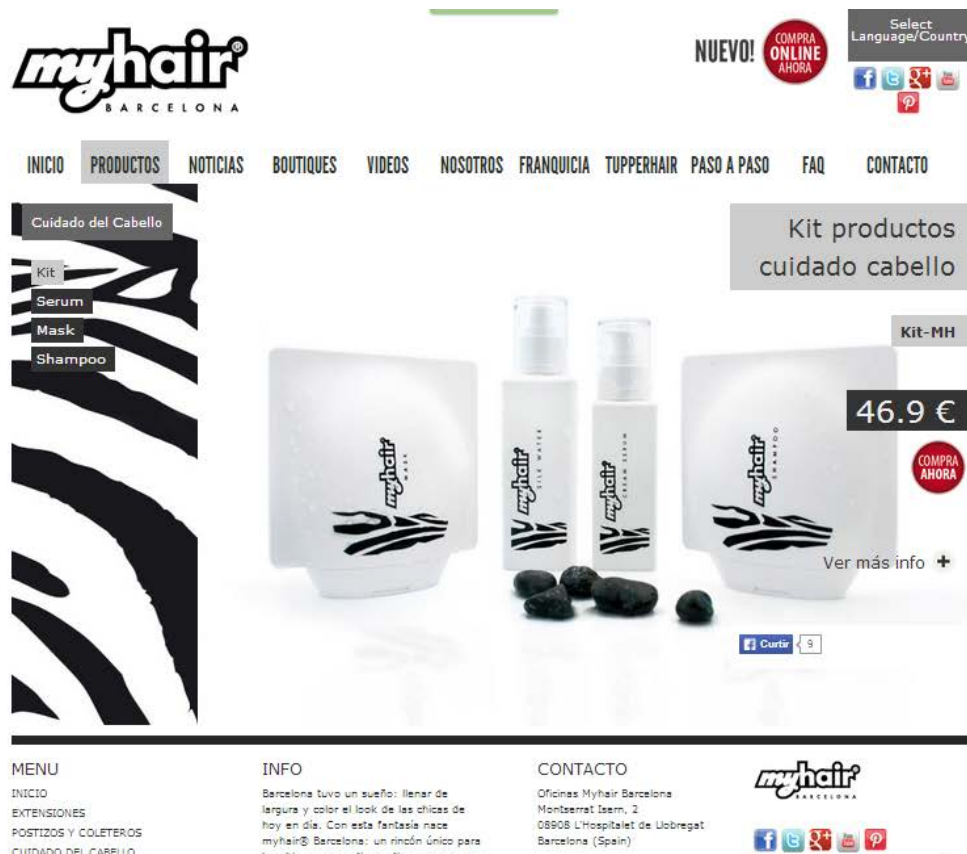 myhair®
BARCELONA
NUEVO!
COMPRA
ONLINE
AHORA
Select
Language/Country
INICIO PRODUCTOS NOTICIAS BOUTIQUES VIDEOS NOSOTROS FRANQUICIA TUPPERHAIR PASO A PASO FAQ CONTACTO
Cuidado del Cabello
Kit
Serum
Mask
Shampoo
Kit productos
cuidado cabello
Kit-MH
46.9 €
COMPRA
AHORA
myhair
MASK
myhair
SILK WATER
myhair
CREAM SERUM
myhair
SHAMPOO
Ver más info +
Curtir 9
MENU
INICIO
EXTENSIONES
POSTIZOS Y COLETEROS
CUIDADO DEL CABELLO
INFO
Barcelona tuvo un sueño: llenar de
largura y color el look de las chicas de
hoy en día. Con esta fantasía nace
myhair® Barcelona: un rincón único para
CONTACTO
Oficinas Myhair Barcelona
Montserrat Isern, 2
08908 L'Hospitalet de Llobregat
Barcelona (Spain)
myhair
BARCELONA